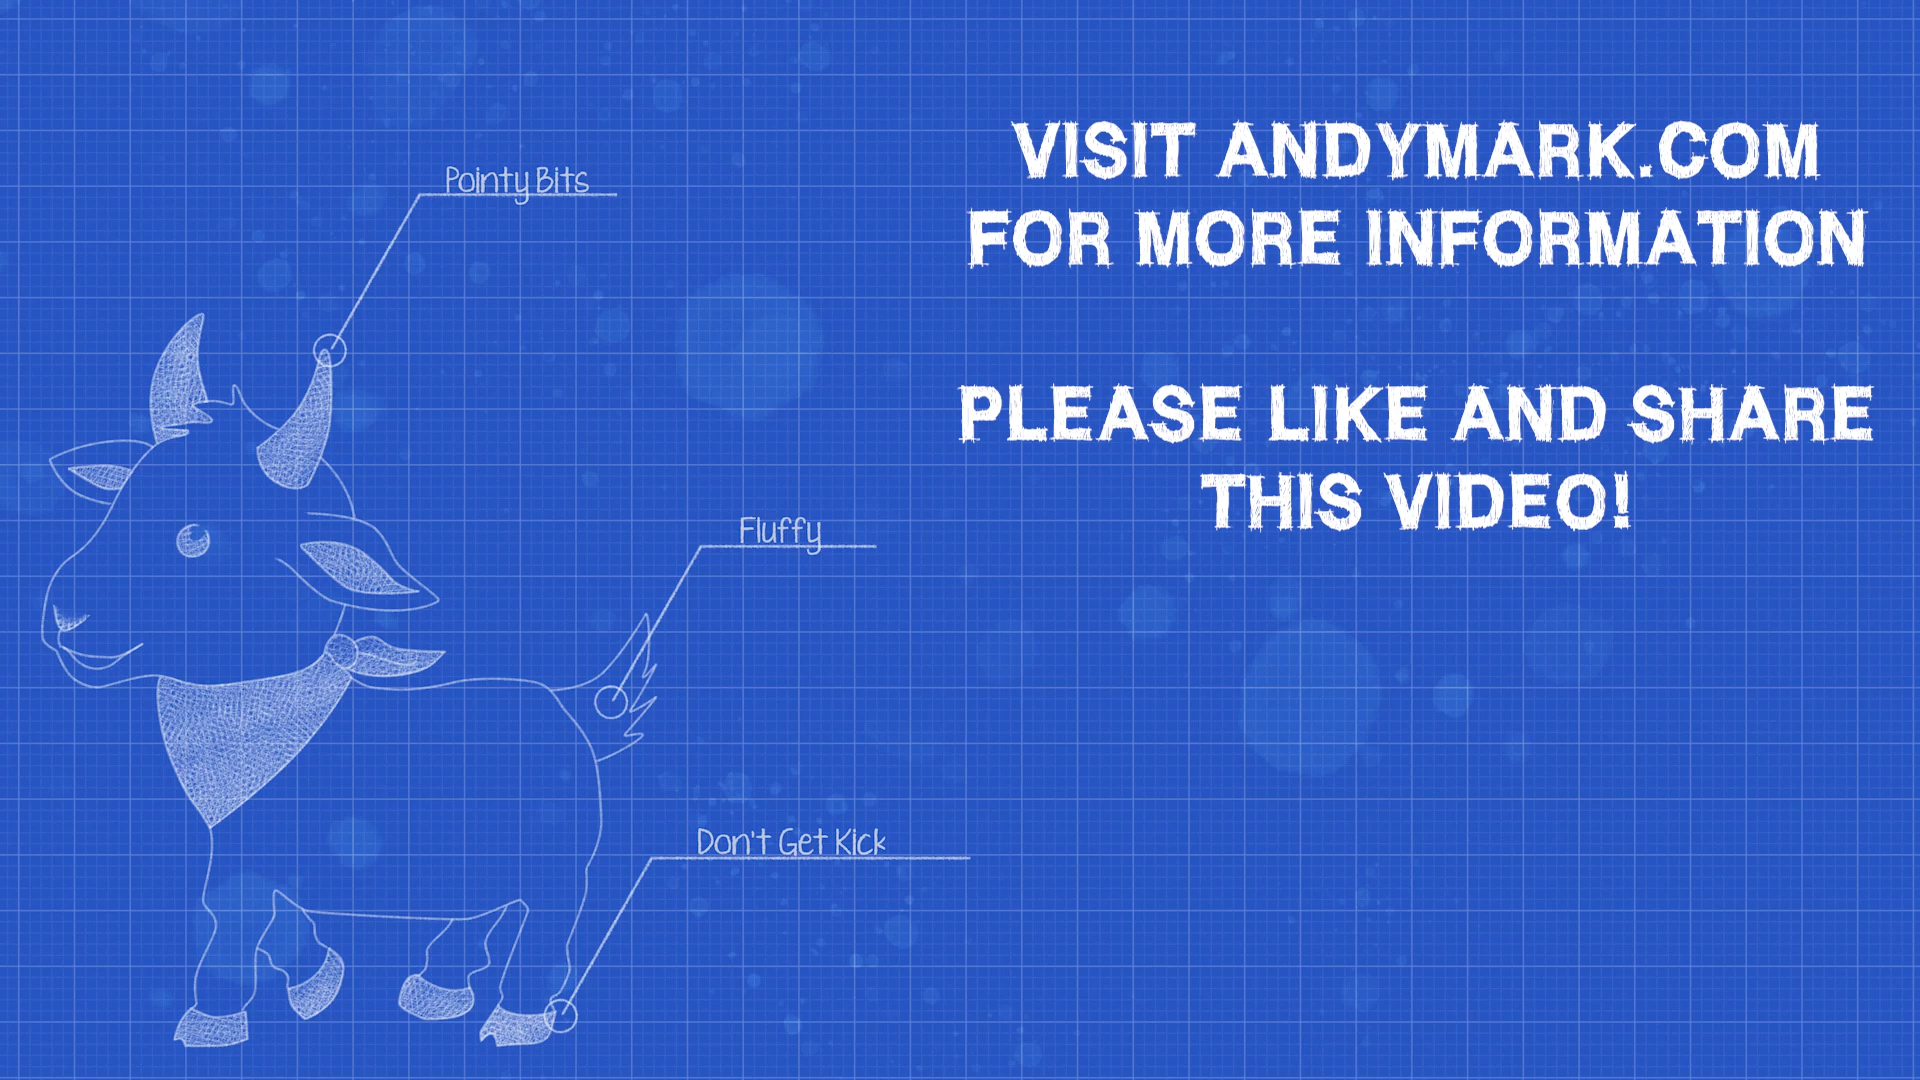 VISIT ANDYMARK.COM
FOR MORE INFORMATION
PLEASE LIKE AND SHARE
THIS VIDEO!
Pointy Bits
Fluffy
Don't Get Kick